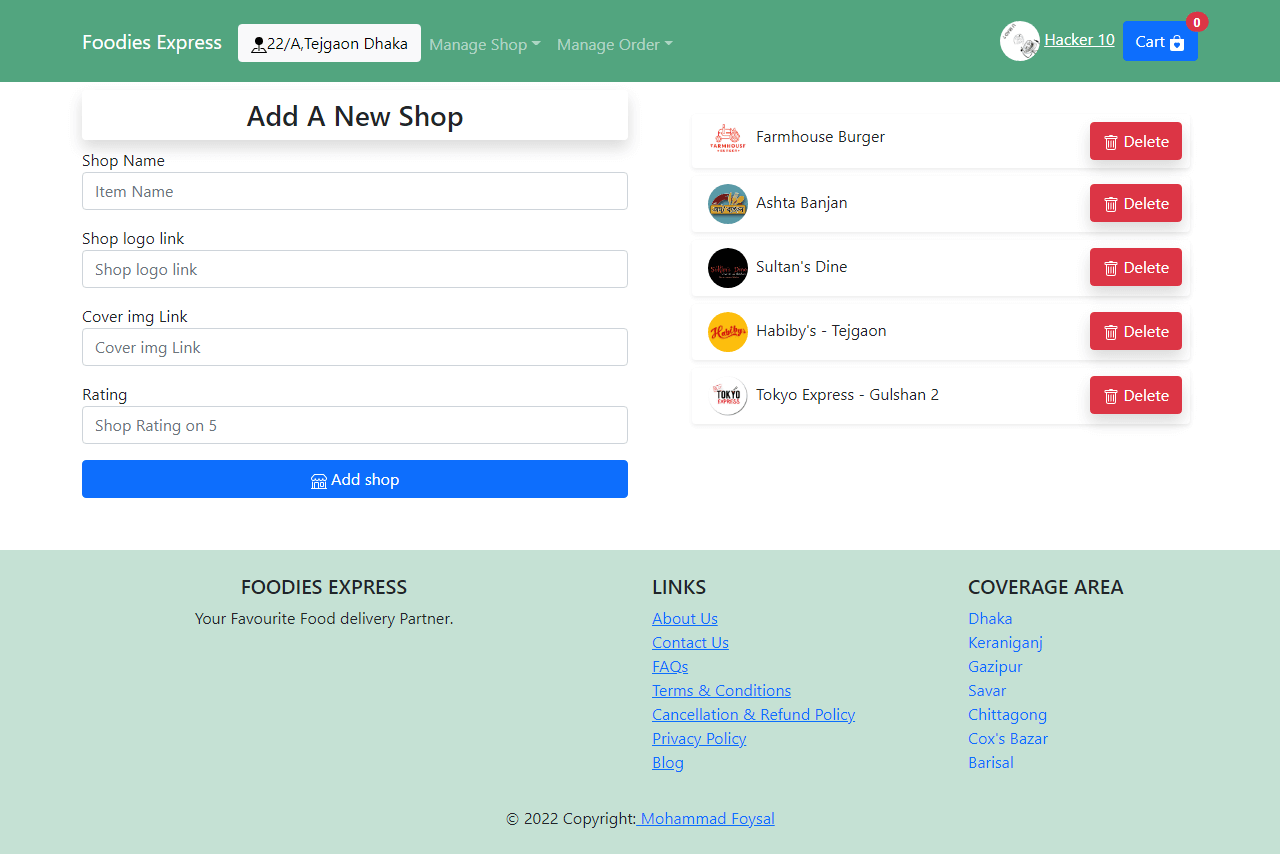 Foodies Express
22/A,Tejgaon Dhaka
Manage Shop
Manage Order
Hacker 10
Cart
0
Add A New Shop
Shop Name
Item Name
Shop logo link
Shop logo link
Cover img Link
Cover img Link
Rating
Shop Rating on 5
Add shop
FARMHOUSE
Farmhouse Burger
Delete
Ashta Banjan
Delete
Sultan's Dine
Delete
Habiby's
Habiby's - Tejgaon
Delete
TOKYO
EXPRESS
Tokyo Express - Gulshan 2
Delete
FOODIES EXPRESS
Your Favourite Food delivery Partner.
LINKS
About Us
Contact Us
FAQs
Terms & Conditions
Cancellation & Refund Policy
Privacy Policy
Blog
COVERAGE AREA
Dhaka
Keraniganj
Gazipur
Savar
Chittagong
Cox's Bazar
Barisal
© 2022 Copyright: Mohammad Foysal